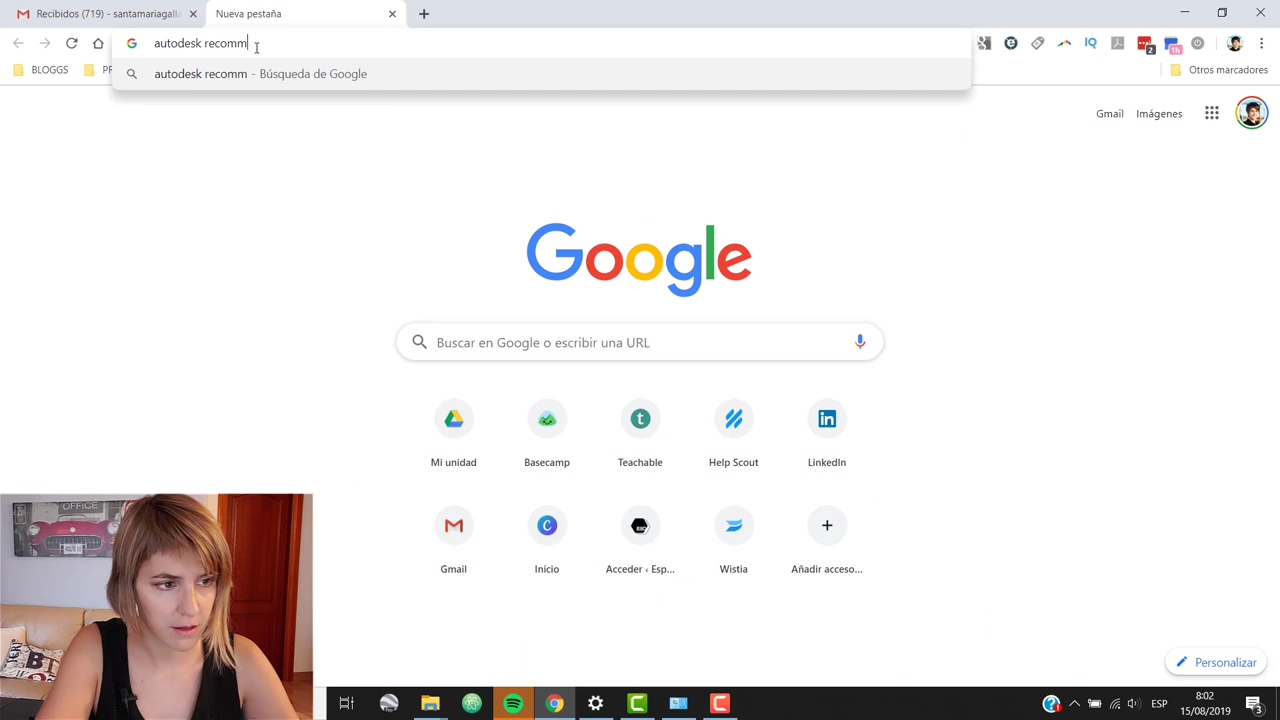 Recibidos (719) - santamariagalle
Nueva pestaña
autodesk recomm
autodesk recomm - Búsqueda de Google
BLOGGS
Otros marcadores
Gmail
Imágenes
Google
Buscar en Google o escribir una URL
Mi unidad
Basecamp
Teachable
Help Scout
LinkedIn
Gmail
Inicio
Acceder ‹ Esp...
Wistia
Añadir acceso...
OFFICE
Personalizar
ESP
8:02
15/08/2019